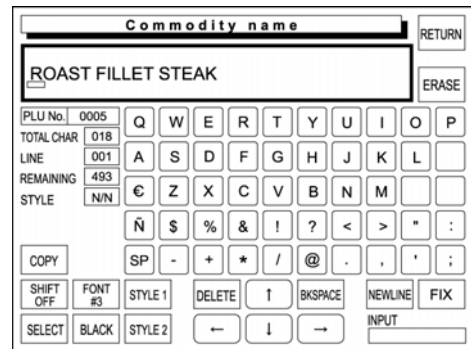 Commodity name
RETURN
ROAST FILLET STEAK
ERASE
PLU No. 0005
TOTAL CHAR 018
LINE 001
REMAINING 493
STYLE N/N
Q W E R T Y U I O P
A S D F G H J K L
€ Z X C V B N M
Ñ $ % & ! ? < > " :
COPY SP - + * / @ . , ' ;
SHIFT OFF FONT #3 STYLE 1 DELETE ↑ BKSPACE NEWLINE FIX
SELECT BLACK STYLE 2 ← ↓ → INPUT